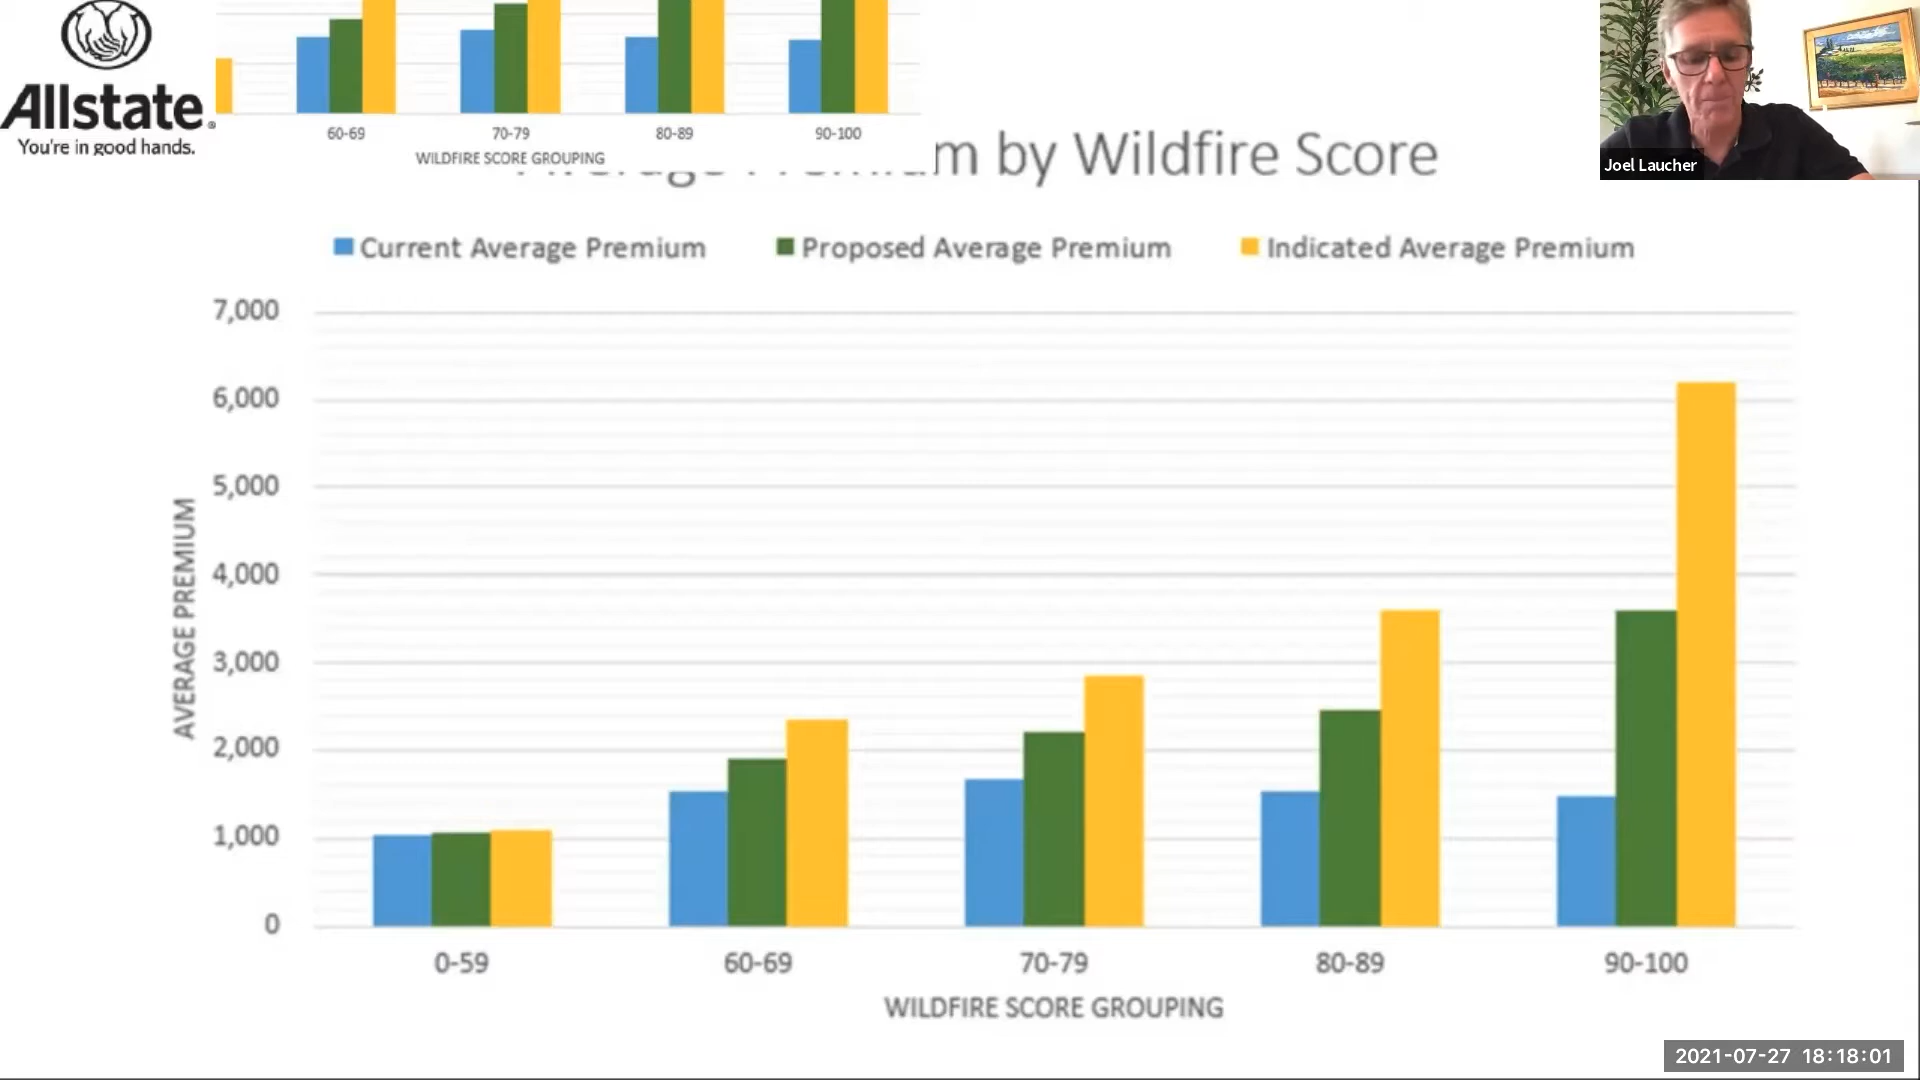 Allstate®
You're in good hands.
60-69 70-79 80-89 90-100
WILDFIRE SCORE GROUPING
Joel Laucher
m by Wildfire Score
Current Average Premium Proposed Average Premium Indicated Average Premium
7,000
6,000
5,000
4,000
3,000
2,000
1,000
0
AVERAGE PREMIUM
0-59 60-69 70-79 80-89 90-100
WILDFIRE SCORE GROUPING
2021-07-27 18:18:01